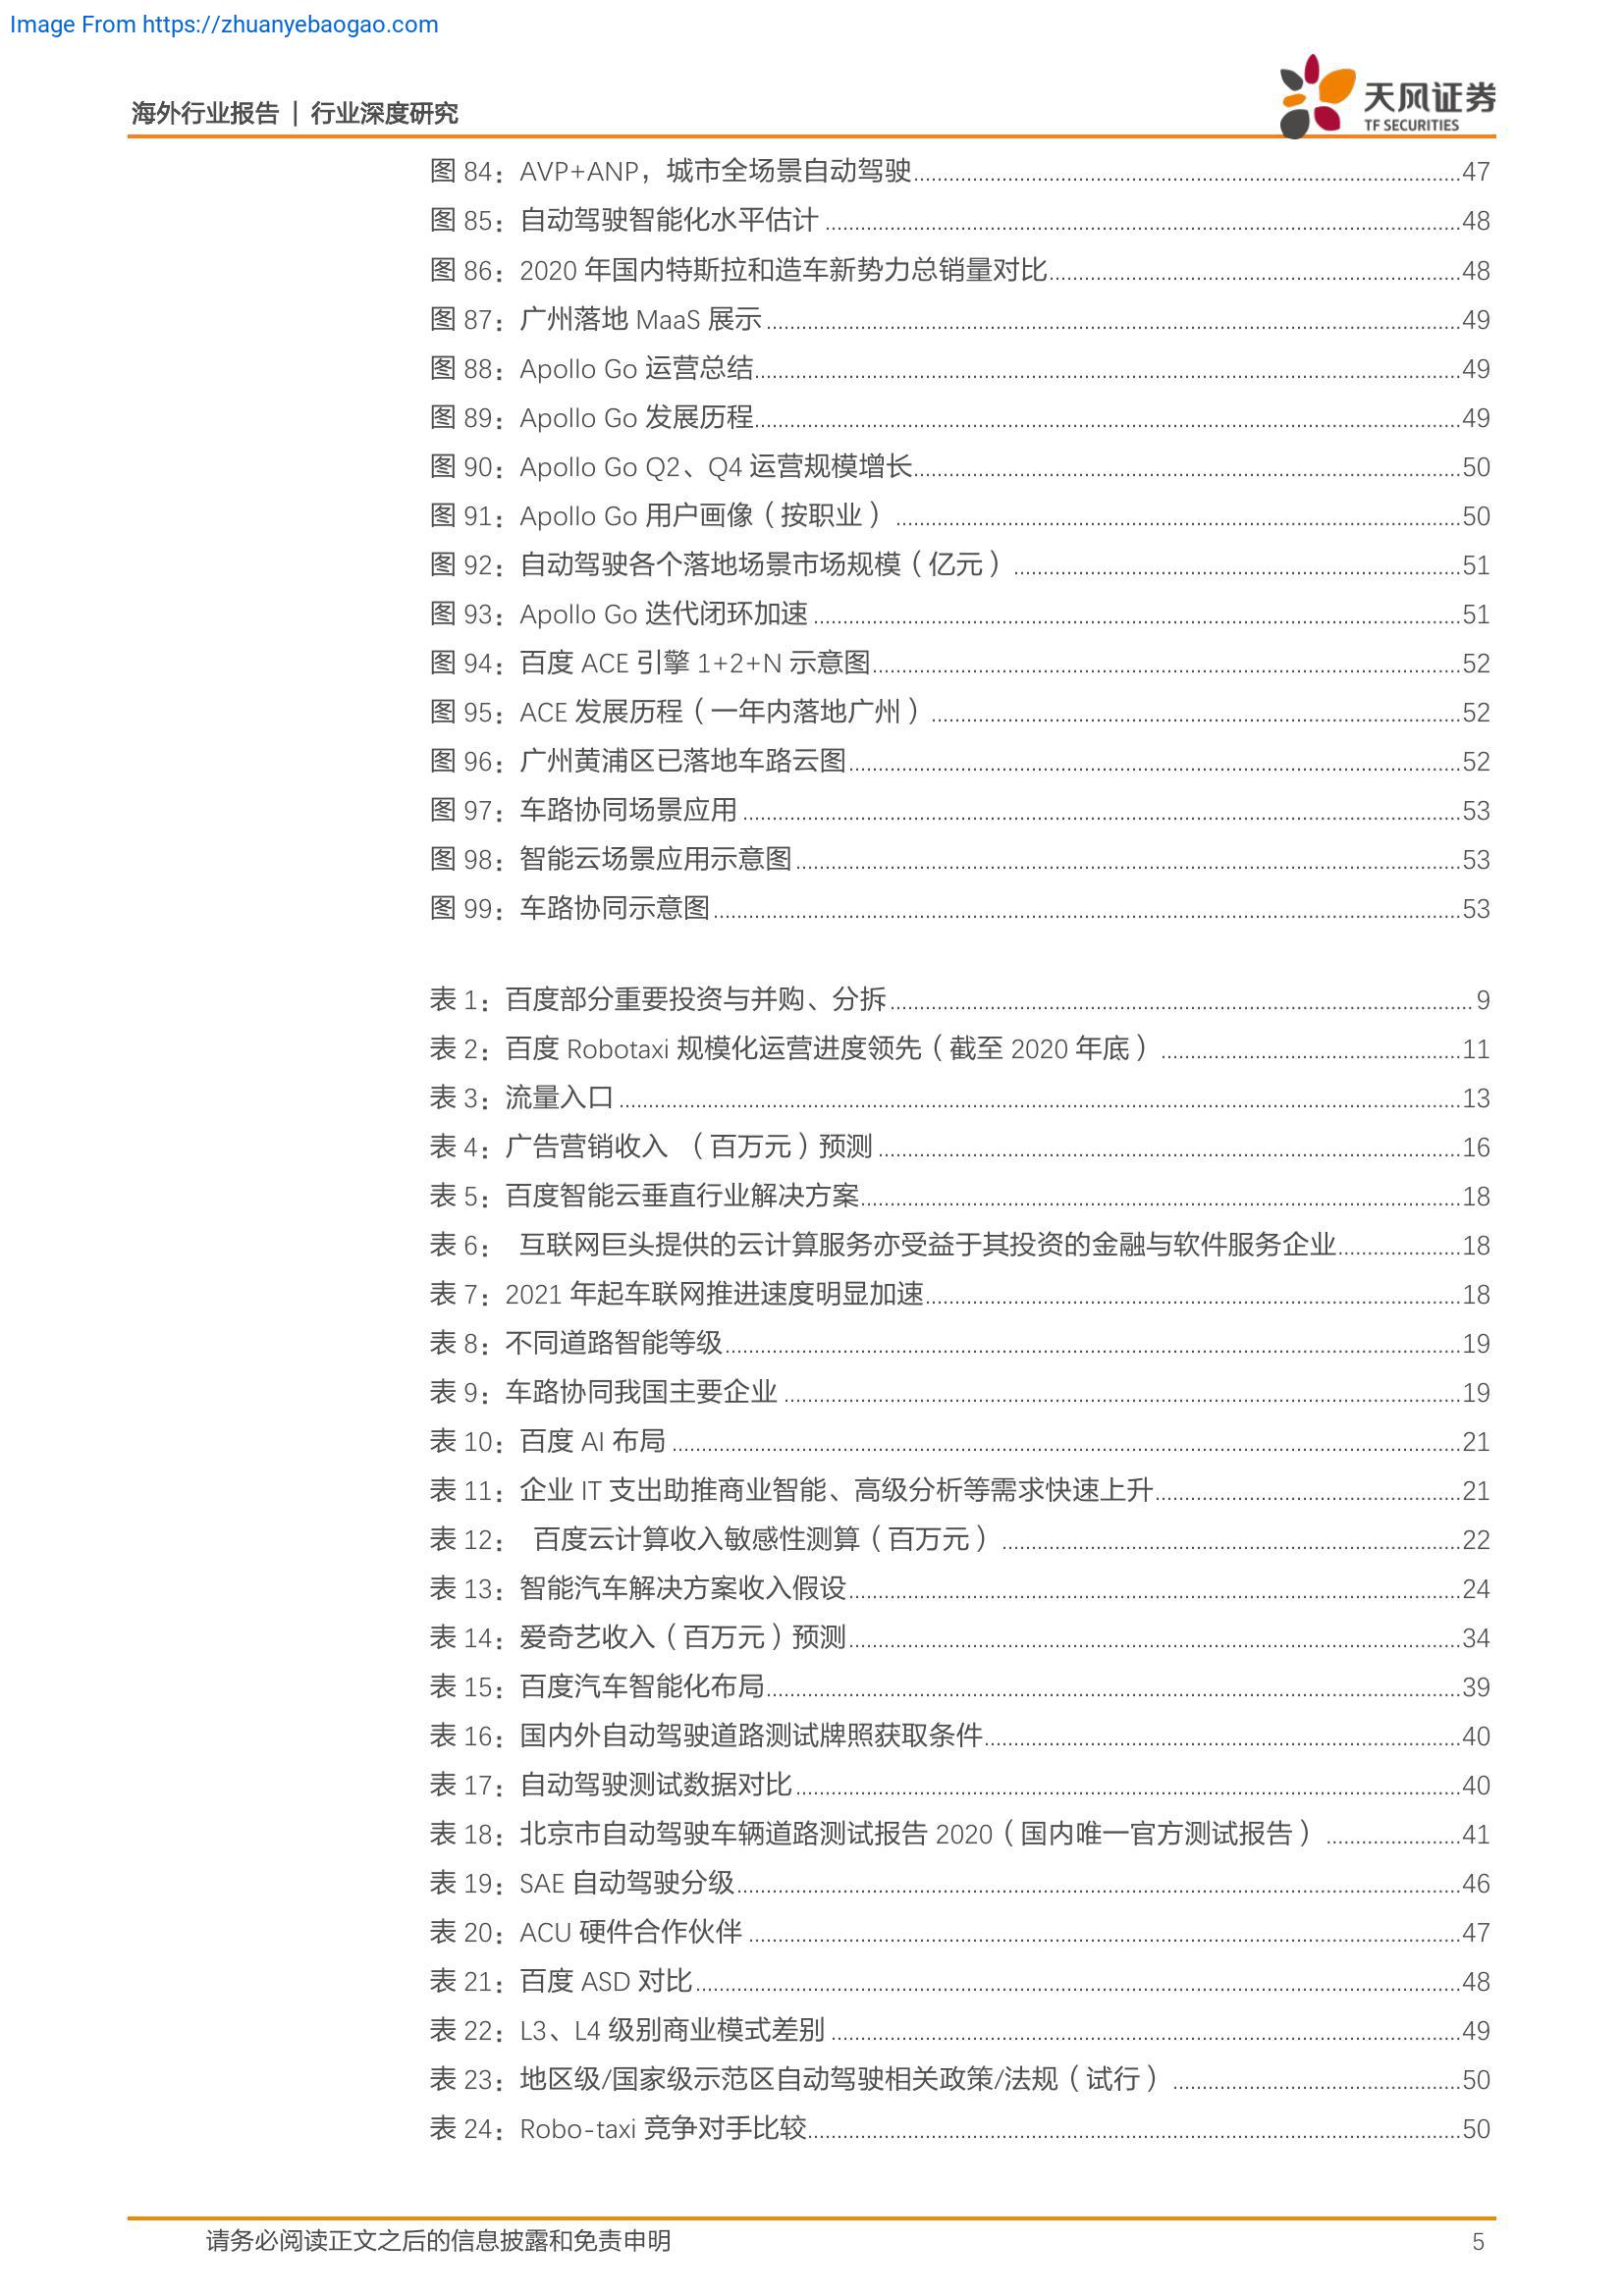 Image From https://zhuanyebaogao.com
海外行业报告 | 行业深度研究
天风证券
TF SECURITIES
图 84：AVP+ANP，城市全场景自动驾驶....................47
图 85：自动驾驶智能化水平估计....................48
图 86：2020 年国内特斯拉和造车新势力总销量对比....................48
图 87：广州落地 MaaS 展示....................49
图 88：Apollo Go 运营总结....................49
图 89：Apollo Go 发展历程....................49
图 90：Apollo Go Q2、Q4 运营规模增长....................50
图 91：Apollo Go 用户画像（按职业）....................50
图 92：自动驾驶各个落地场景市场规模（亿元）....................51
图 93：Apollo Go 迭代闭环加速....................51
图 94：百度 ACE 引擎 1+2+N 示意图....................52
图 95：ACE 发展历程（一年内落地广州）....................52
图 96：广州黄浦区已落地车路云图....................52
图 97：车路协同场景应用....................53
图 98：智能云场景应用示意图....................53
图 99：车路协同示意图....................53
表 1：百度部分重要投资与并购、分拆....................9
表 2：百度 Robotaxi 规模化运营进度领先（截至 2020 年底）....................11
表 3：流量入口....................13
表 4：广告营销收入 （百万元）预测....................16
表 5：百度智能云垂直行业解决方案....................18
表 6： 互联网巨头提供的云计算服务亦受益于其投资的金融与软件服务企业....................18
表 7：2021 年起车联网推进速度明显加速....................18
表 8：不同道路智能等级....................19
表 9：车路协同我国主要企业....................19
表 10：百度 AI 布局....................21
表 11：企业 IT 支出助推商业智能、高级分析等需求快速上升....................21
表 12： 百度云计算收入敏感性测算（百万元）....................22
表 13：智能汽车解决方案收入假设....................24
表 14：爱奇艺收入（百万元）预测....................34
表 15：百度汽车智能化布局....................39
表 16：国内外自动驾驶道路测试牌照获取条件....................40
表 17：自动驾驶测试数据对比....................40
表 18：北京市自动驾驶车辆道路测试报告 2020（国内唯一官方测试报告）....................41
表 19：SAE 自动驾驶分级....................46
表 20：ACU 硬件合作伙伴....................47
表 21：百度 ASD 对比....................48
表 22：L3、L4 级别商业模式差别....................49
表 23：地区级/国家级示范区自动驾驶相关政策/法规（试行）....................50
表 24：Robo-taxi 竞争对手比较....................50
请务必阅读正文之后的信息披露和免责申明 5